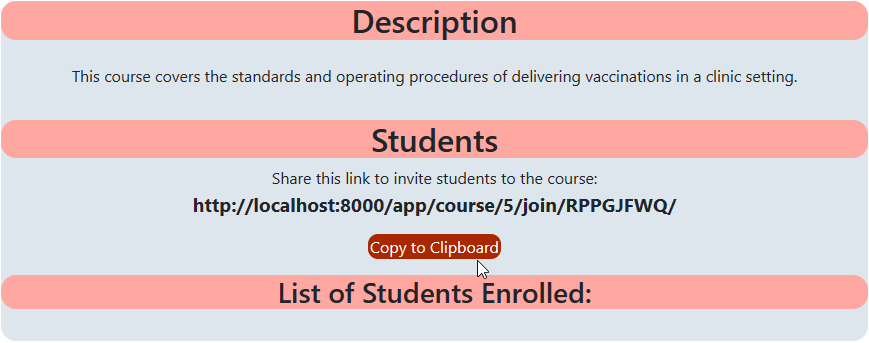 Description
This course covers the standards and operating procedures of delivering vaccinations in a clinic setting.
Students
Share this link to invite students to the course:
http://localhost:8000/app/course/5/join/RPPGJFWQ/
Copy to Clipboard
List of Students Enrolled: